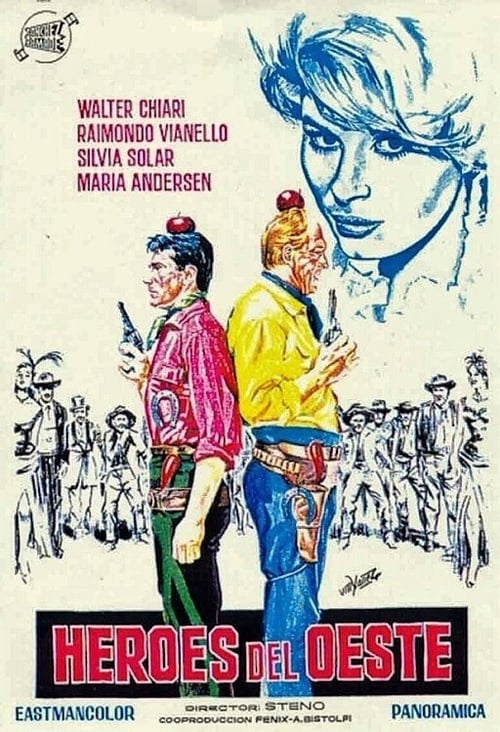 WALTER CHIARI
RAIMONDO VIANELLO
SILVIA SOLAR
MARIA ANDERSEN
HEROES DEL OESTE
EASTMANCOLOR
DIRECTOR: STENO
PANORAMICA
COOPRODUCCION FENIX-A.BISTOLFI